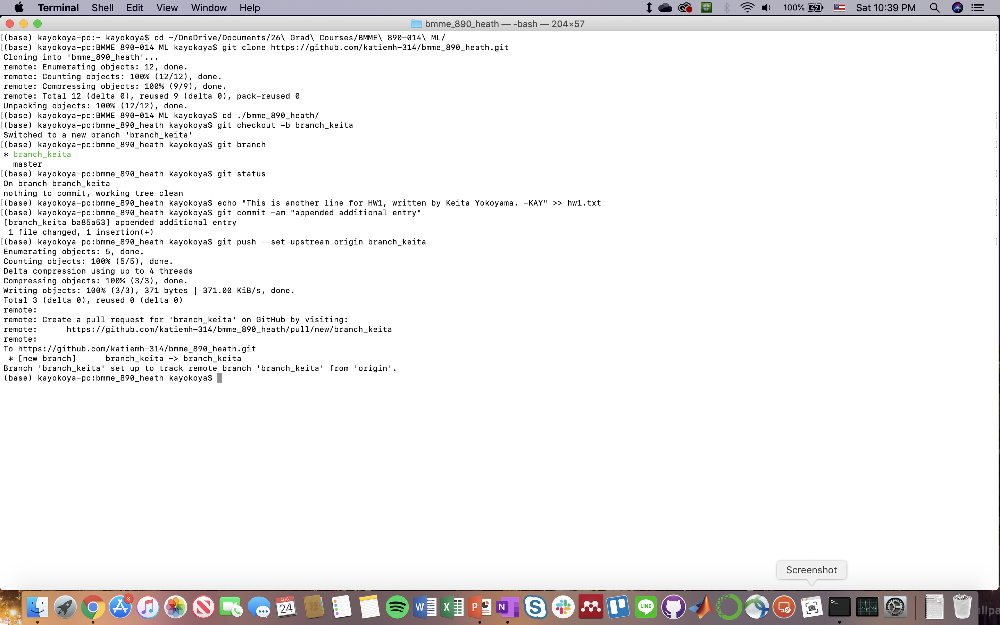 Terminal Shell Edit View Window Help 100% Sat 10:39 PM
bmme_890_heath — -bash — 204×57
(base) kayokoya-pc:~ kayokoya$ cd ~/OneDrive/Documents/26\ Grad\ Courses/BMME\ 890-014\ ML/
(base) kayokoya-pc:BMME 890-014 ML kayokoya$ git clone https://github.com/katiemh-314/bmme_890_heath.git
Cloning into 'bmme_890_heath'...
remote: Enumerating objects: 12, done.
remote: Counting objects: 100% (12/12), done.
remote: Compressing objects: 100% (9/9), done.
remote: Total 12 (delta 0), reused 9 (delta 0), pack-reused 0
Unpacking objects: 100% (12/12), done.
(base) kayokoya-pc:BMME 890-014 ML kayokoya$ cd ./bmme_890_heath/
(base) kayokoya-pc:bmme_890_heath kayokoya$ git checkout -b branch_keita
Switched to a new branch 'branch_keita'
(base) kayokoya-pc:bmme_890_heath kayokoya$ git branch
* branch_keita
master
(base) kayokoya-pc:bmme_890_heath kayokoya$ git status
On branch branch_keita
nothing to commit, working tree clean
(base) kayokoya-pc:bmme_890_heath kayokoya$ echo "This is another line for HW1, written by Keita Yokoyama. -KAY" >> hw1.txt
(base) kayokoya-pc:bmme_890_heath kayokoya$ git commit -am "appended additional entry"
[branch_keita ba85a53] appended additional entry
1 file changed, 1 insertion(+)
(base) kayokoya-pc:bmme_890_heath kayokoya$ git push --set-upstream origin branch_keita
Enumerating objects: 5, done.
Counting objects: 100% (5/5), done.
Delta compression using up to 4 threads
Compressing objects: 100% (3/3), done.
Writing objects: 100% (3/3), 371 bytes | 371.00 KiB/s, done.
Total 3 (delta 0), reused 0 (delta 0)
remote:
remote: Create a pull request for 'branch_keita' on GitHub by visiting:
remote:      https://github.com/katiemh-314/bmme_890_heath/pull/new/branch_keita
remote:
To https://github.com/katiemh-314/bmme_890_heath.git
* [new branch]      branch_keita -> branch_keita
Branch 'branch_keita' set up to track remote branch 'branch_keita' from 'origin'.
(base) kayokoya-pc:bmme_890_heath kayokoya$
Screenshot
3
AUG
24
W X P N S LINE >_